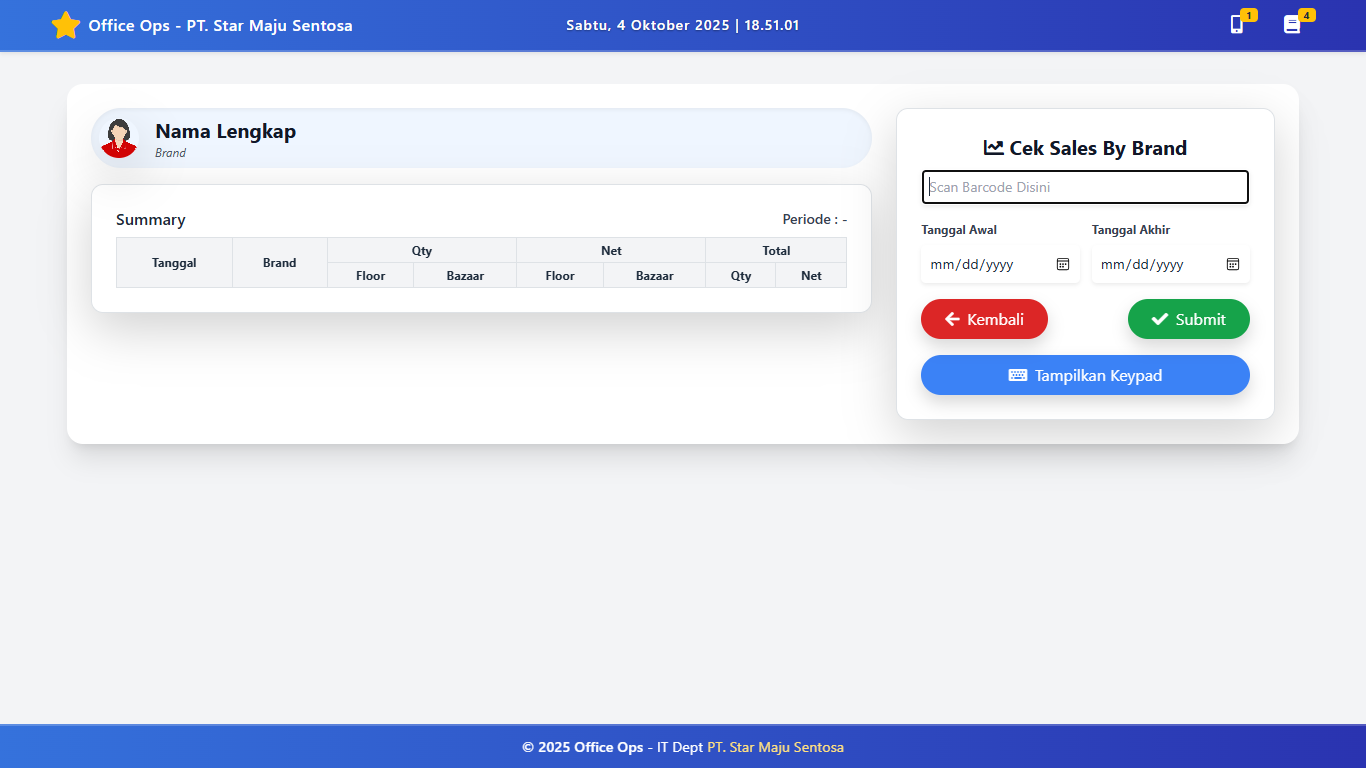 Office Ops - PT. Star Maju Sentosa
Sabtu, 4 Oktober 2025 | 18.51.01
1
4
Nama Lengkap
Brand
Summary
Periode : -
Tanggal Brand Qty Net Total
Floor Bazaar Floor Bazaar Qty Net
Cek Sales By Brand
Scan Barcode Disini
Tanggal Awal Tanggal Akhir
mm/dd/yyyy mm/dd/yyyy
Kembali Submit
Tampilkan Keypad
© 2025 Office Ops - IT Dept PT. Star Maju Sentosa